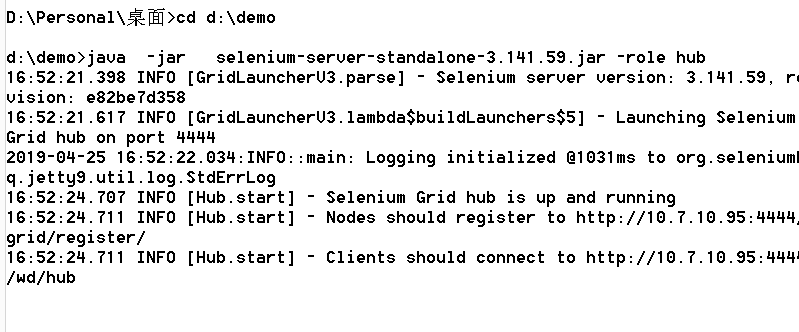 D:\Personal\桌面>cd d:\demo
d:\demo>java  -jar   selenium-server-standalone-3.141.59.jar -role hub
16:52:21.398 INFO [GridLauncherV3.parse] - Selenium server version: 3.141.59, re
vision: e82be7d358
16:52:21.617 INFO [GridLauncherV3.lambda$buildLaunchers$5] - Launching Selenium
Grid hub on port 4444
2019-04-25 16:52:22.034:INFO::main: Logging initialized @1031ms to org.seleniumh
q.jetty9.util.log.StdErrLog
16:52:24.707 INFO [Hub.start] - Selenium Grid hub is up and running
16:52:24.711 INFO [Hub.start] - Nodes should register to http://10.7.10.95:4444/
grid/register/
16:52:24.711 INFO [Hub.start] - Clients should connect to http://10.7.10.95:4444
/wd/hub